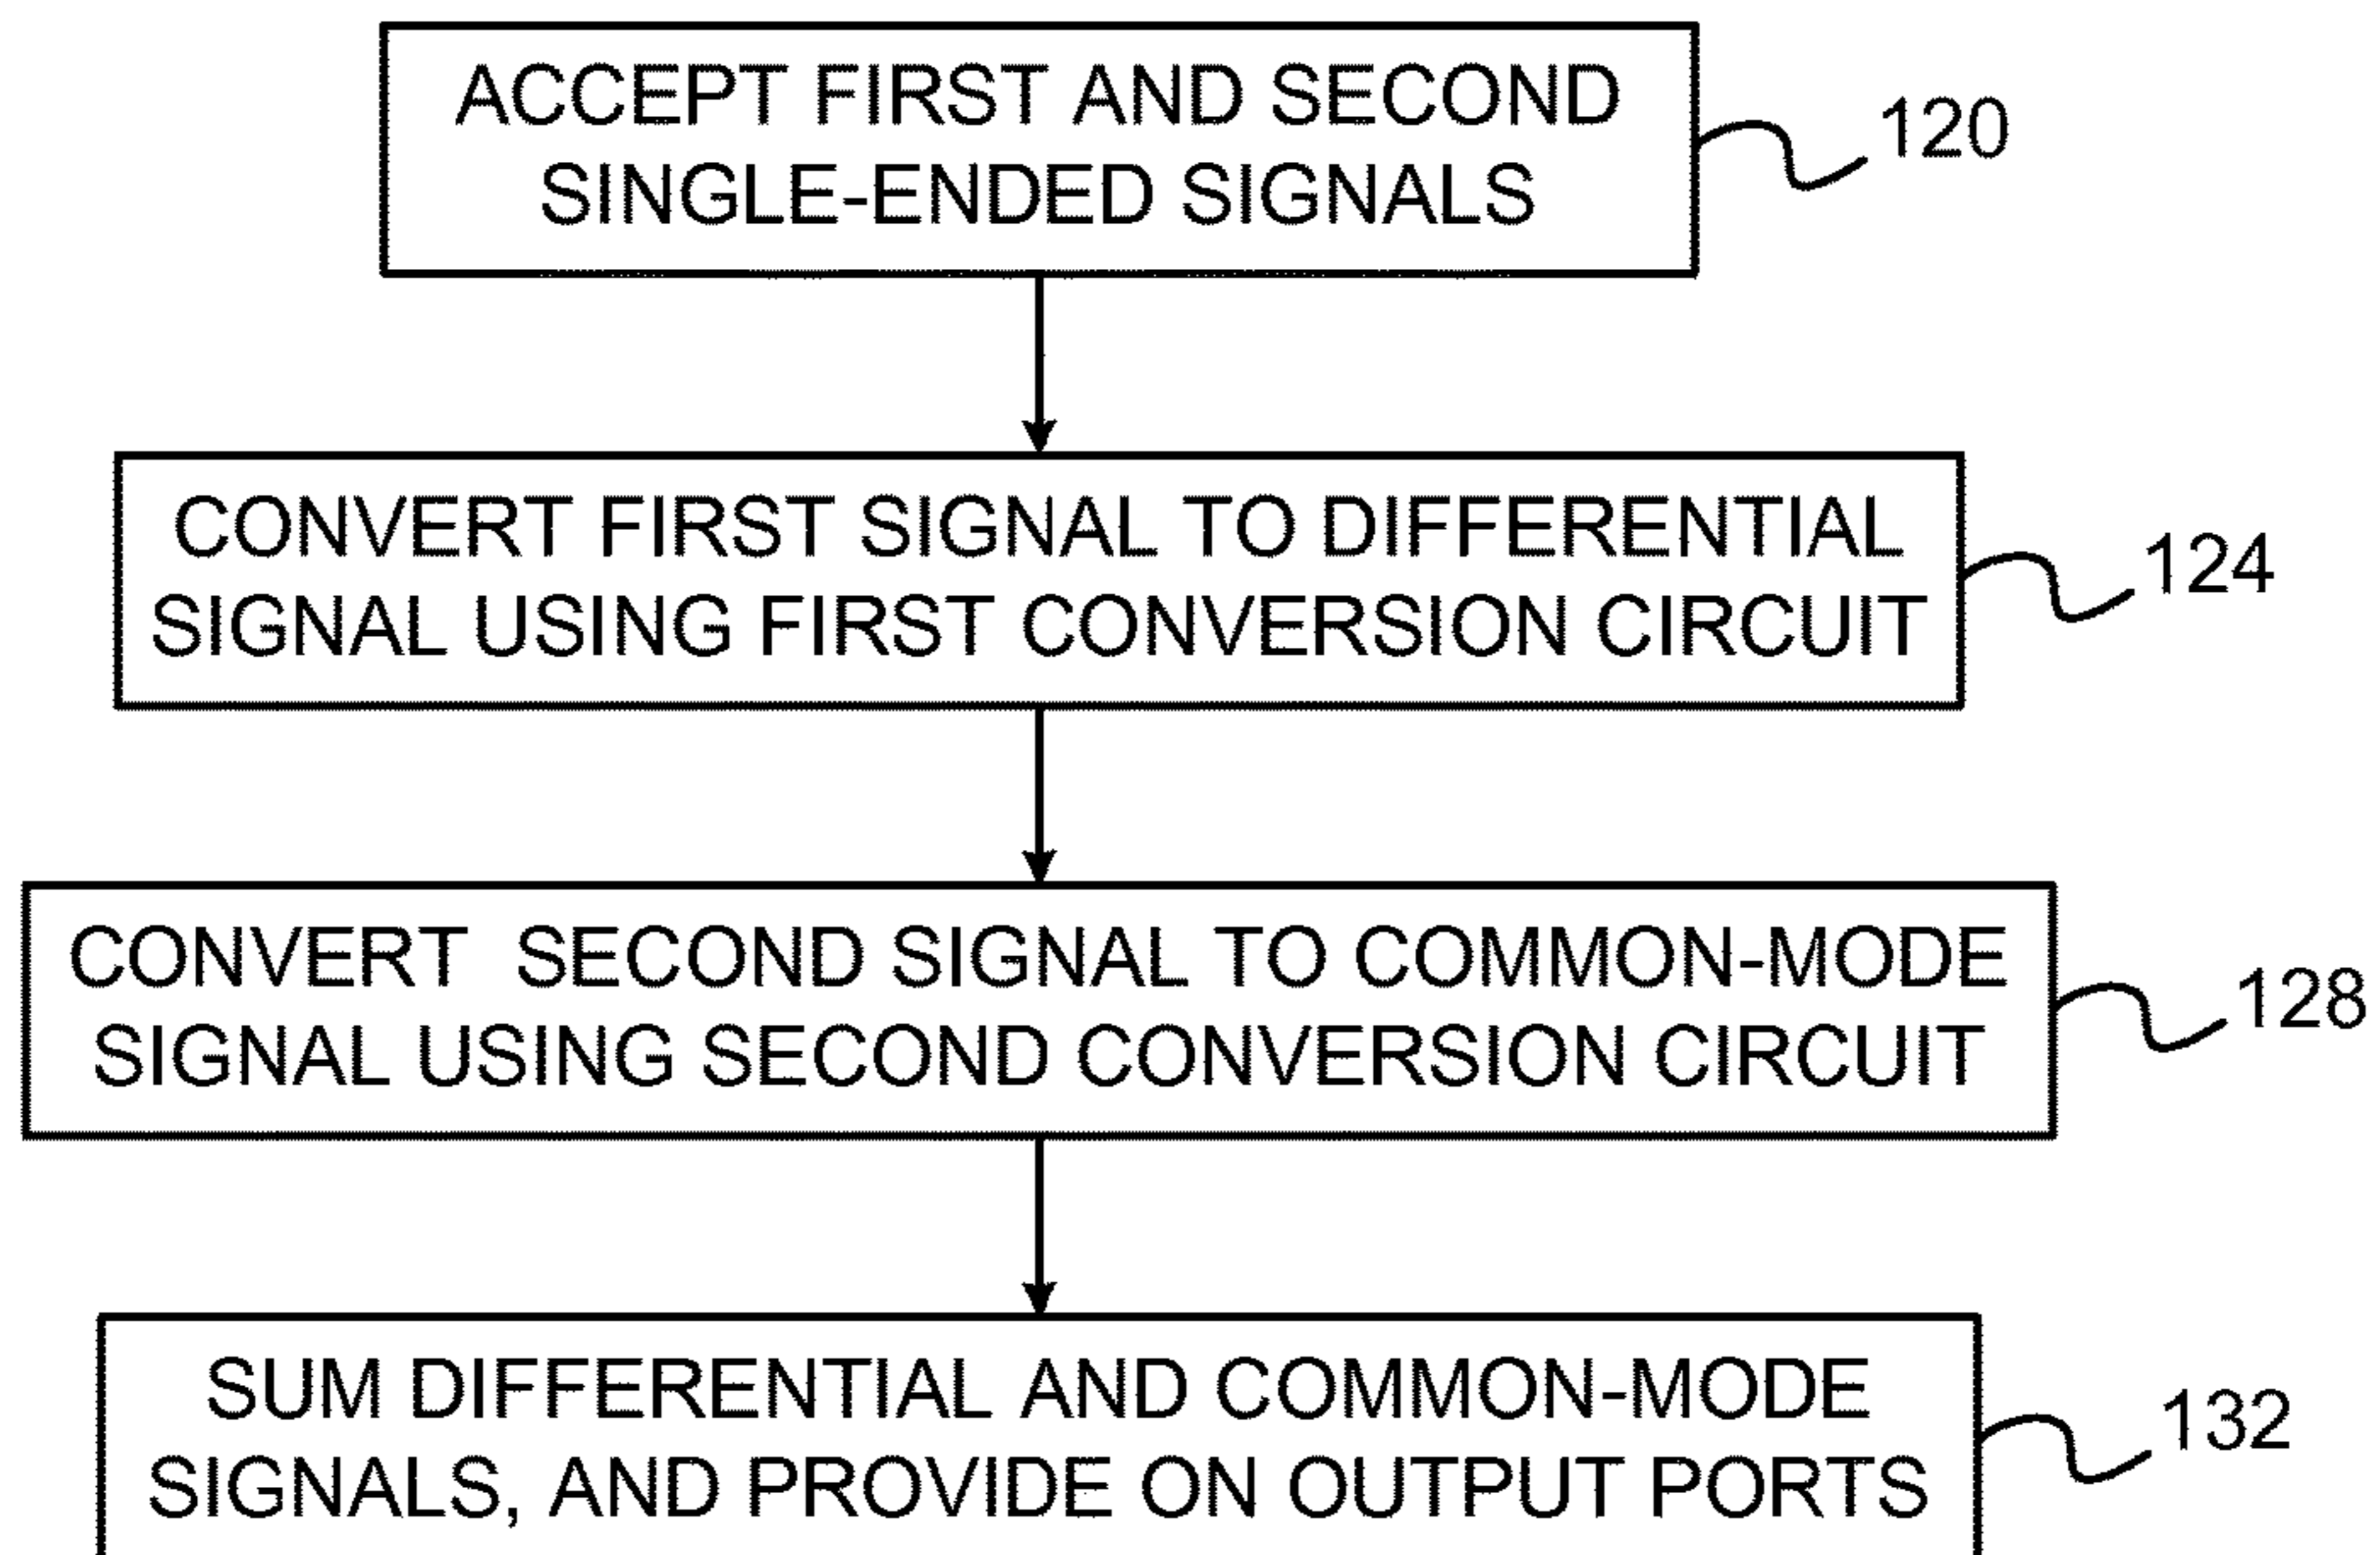 ACCEPT FIRST AND SECOND
SINGLE-ENDED SIGNALS
120
CONVERT FIRST SIGNAL TO DIFFERENTIAL
SIGNAL USING FIRST CONVERSION CIRCUIT
124
CONVERT SECOND SIGNAL TO COMMON-MODE
SIGNAL USING SECOND CONVERSION CIRCUIT
128
SUM DIFFERENTIAL AND COMMON-MODE
SIGNALS, AND PROVIDE ON OUTPUT PORTS
132